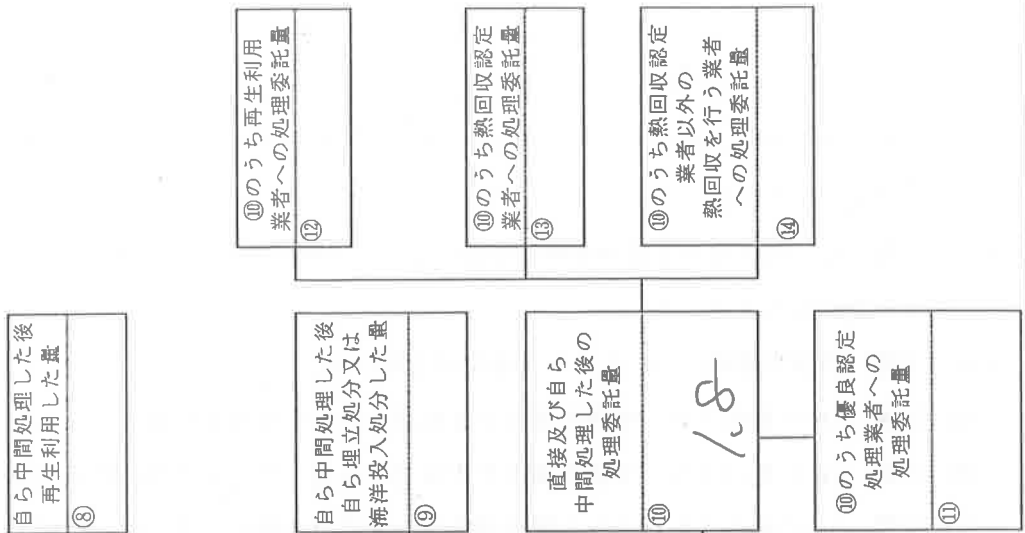 自ら中間処理した後
再生利用した量
⑧
自ら中間処理した後
自ら埋立処分又は
海洋投入処分した量
⑨
直接及び自ら
中間処理した後の
処理委託量
⑩
1.8
⑩のうち優良認定
処理業者への
処理委託量
⑪
⑩のうち再生利用
業者への処理委託量
⑫
⑩のうち熱回収認定
業者への処理委託量
⑬
⑩のうち熱回収認定
業者以外の
熱回収を行う業者
への処理委託量
⑭